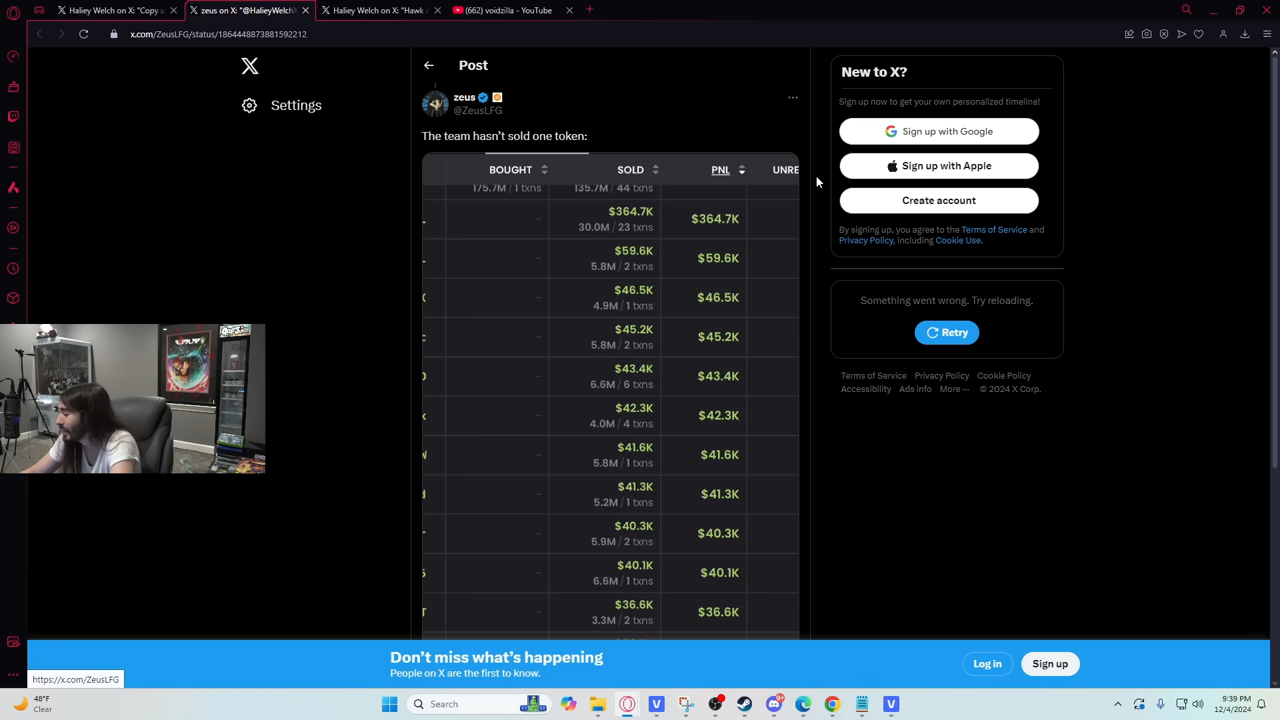 Haliey Welch on X: "Copy a
zeus on X: "@HalieyWelchX
Haliey Welch on X: "Hawk i
(662) voidzilla - YouTube
x.com/ZeusLFG/status/1864448873881592212
Settings
Post
zeus
@ZeusLFG
The team hasn't sold one token:
BOUGHT SOLD PNL UNRE
175.7M / 1 txns 135.7M / 44 txns
$364.7K
30.0M / 23 txns
$364.7K
-
$59.6K
5.8M / 2 txns
$59.6K
-
$46.5K
4.9M / 1 txns
$46.5K
-
$45.2K
5.8M / 2 txns
$45.2K
-
$43.4K
6.6M / 6 txns
$43.4K
-
$42.3K
4.0M / 4 txns
$42.3K
-
$41.6K
5.8M / 1 txns
$41.6K
-
$41.3K
5.2M / 1 txns
$41.3K
-
$40.3K
5.9M / 2 txns
$40.3K
-
$40.1K
6.6M / 1 txns
$40.1K
-
$36.6K
3.3M / 2 txns
$36.6K
New to X?
Sign up now to get your own personalized timeline!
Sign up with Google
Sign up with Apple
Create account
By signing up, you agree to the Terms of Service and
Privacy Policy, including Cookie Use.
Something went wrong. Try reloading.
Retry
Terms of Service Privacy Policy Cookie Policy
Accessibility Ads info More ··· © 2024 X Corp.
Don't miss what's happening
People on X are the first to know.
Log in
Sign up
https://x.com/ZeusLFG
48°F
Clear
Search
9:39 PM
12/4/2024